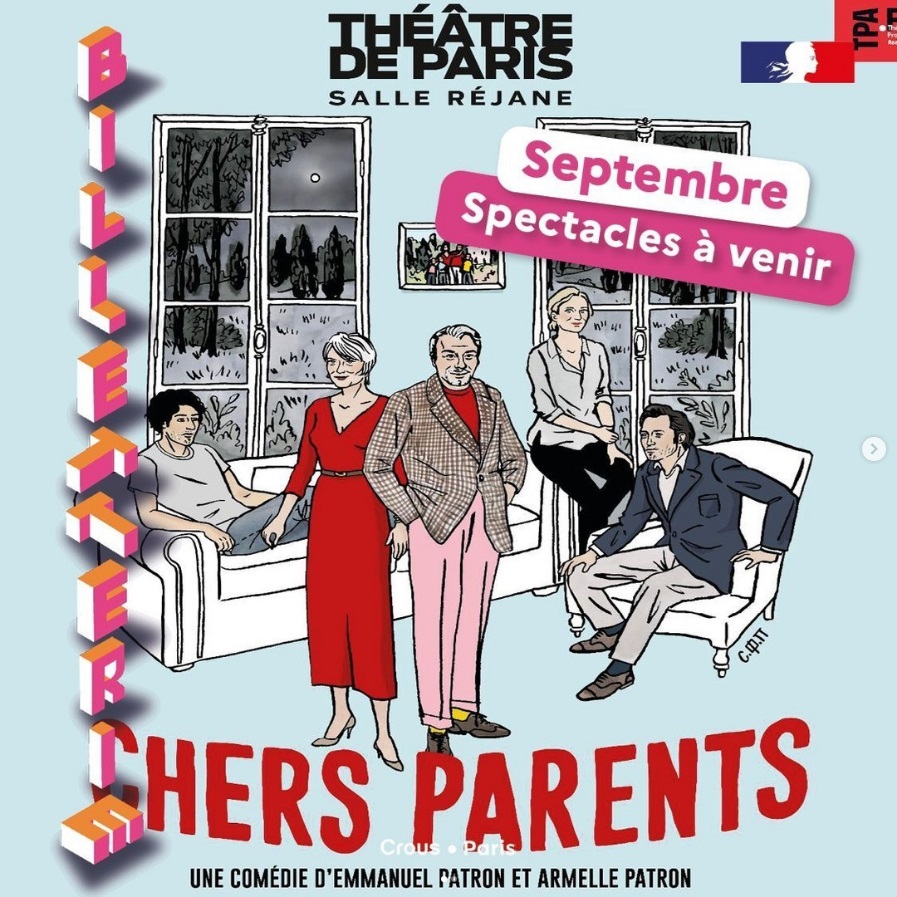 THÉÂTRE
DE PARIS
SALLE RÉJANE
TPA
Septembre
Spectacles à venir
BILLETTERIE
C.ф.П
CHERS PARENTS
Crous • Paris
UNE COMÉDIE D'EMMANUEL PATRON ET ARMELLE PATRON